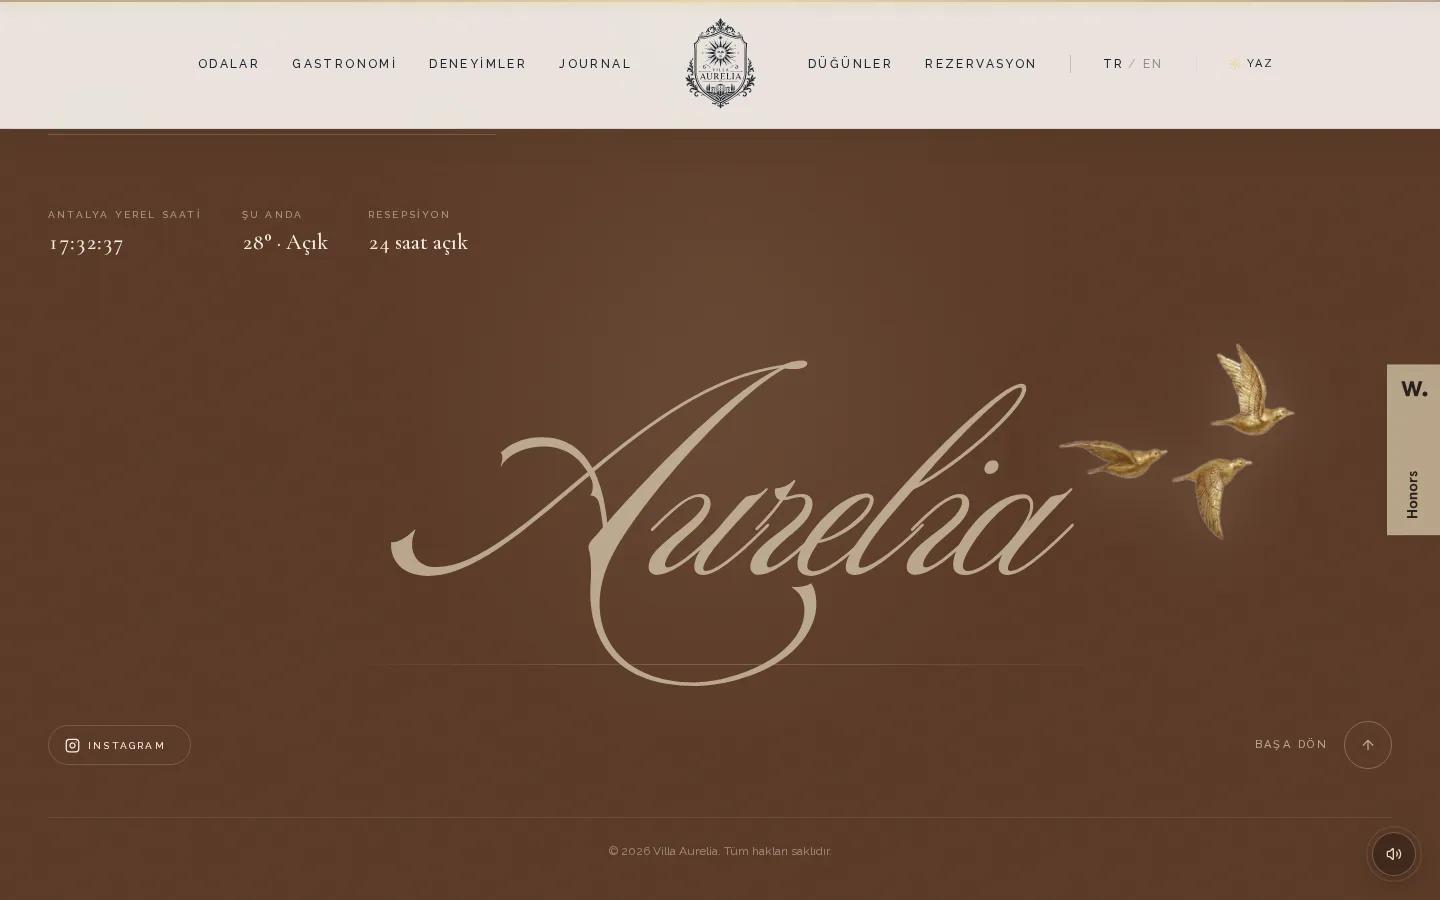 ODALAR GASTRONOMİ DENEYİMLER JOURNAL
VILLA
AURELIA
DÜĞÜNLER REZERVASYON TR / EN YAZ
ANTALYA YEREL SAATİ ŞU ANDA RESEPSİYON
17:32:37 28° · Açık 24 saat açık
W.
Honors
Aurelia
INSTAGRAM
BAŞA DÖN
© 2026 Villa Aurelia. Tüm hakları saklıdır.